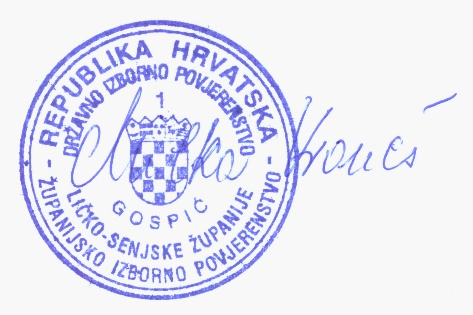 - REPUBLIKA HRVATSKA -
DRŽAVNO IZBORNO POVJERENSTVO
1
GOSPIĆ
LIČKO-SENJSKE ŽUPANIJE
ŽUPANIJSKO IZBORNO POVJERENSTVO